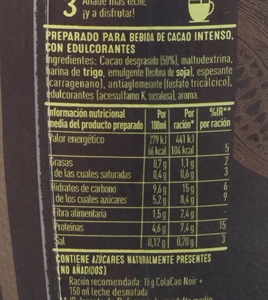 3 Añade más leche,
¡y a disfrutar!
PREPARADO PARA BEBIDA DE CACAO INTENSO,
CON EDULCORANTES
Ingredientes: Cacao desgrasado (50%), maltodextrina,
harina de trigo, emulgente (lecitina de soja), espesante
(carragenano), antiaglomerante (fosfato tricálcico),
edulcorantes (acesulfamo K, sucralosa), aroma.
Información nutricional Por Por %IR**
media del producto preparado 100ml ración* por ración
Valor energético 279 kJ 441 kJ
66 kcal 104 kcal 5
Grasas 0,7 g 1,1 g 2
de las cuales saturadas 0,4 g 0,6 g 3
Hidratos de carbono 9,6 g 15 g 6
de los cuales azúcares 5,2 g 8,4 g 9
Fibra alimentaria 1,5 g 2,4 g -
Proteínas 4,6 g 7,4 g 15
Sal 0,12 g 0,20 g 3
CONTIENE AZÚCARES NATURALMENTE PRESENTES
(NO AÑADIDOS)
Ración recomendada: 15 g ColaCao Noir +
150 ml leche desnatada